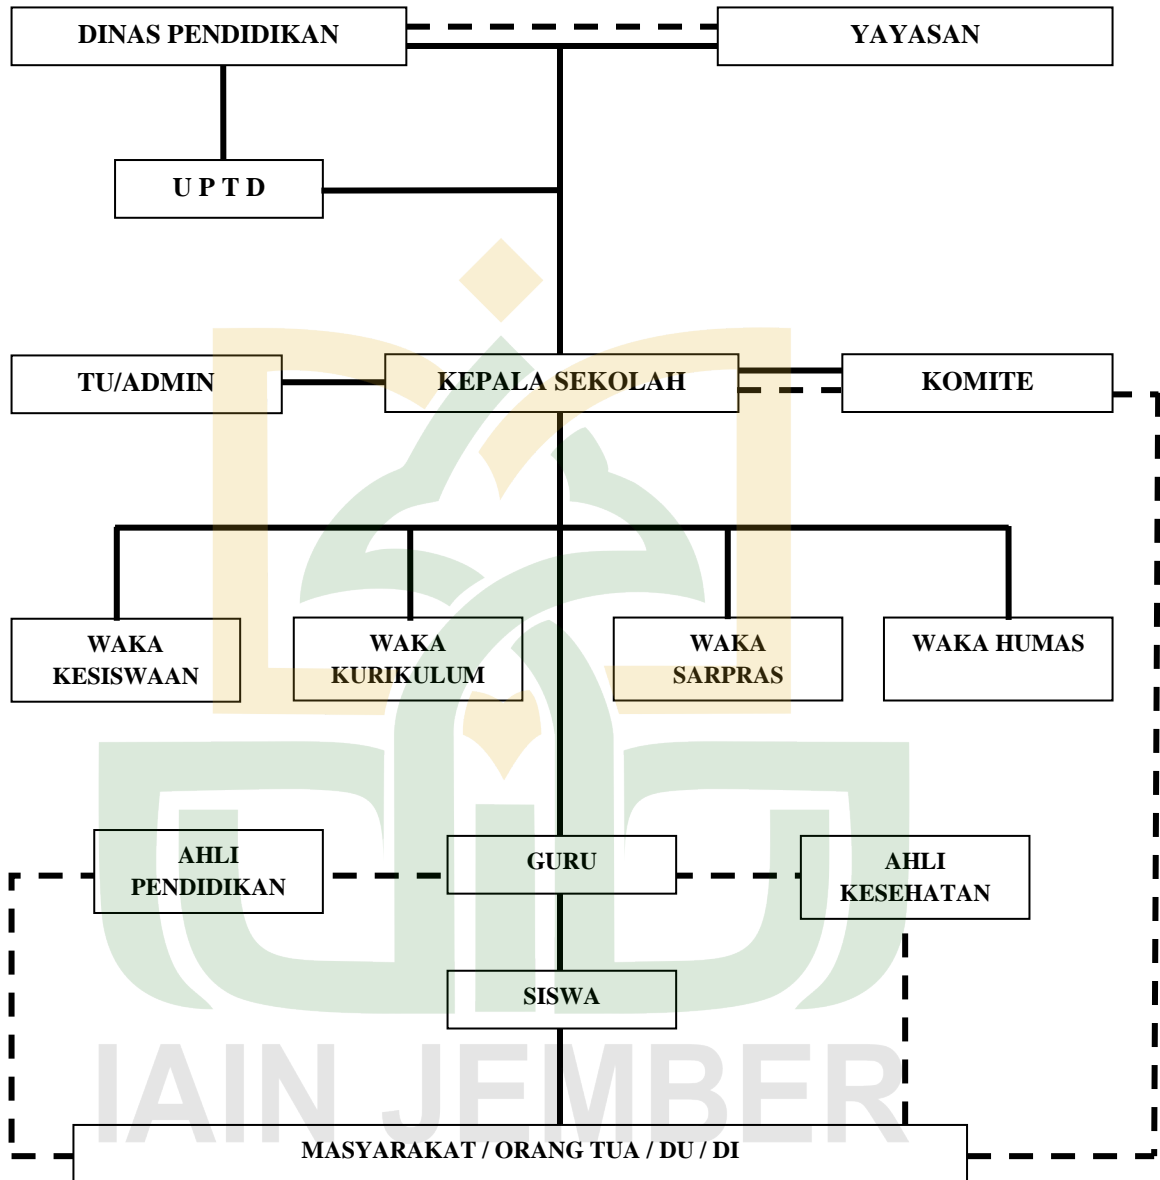 DINAS PENDIDIKAN
YAYASAN
U P T D
TU/ADMIN
KEPALA SEKOLAH
KOMITE
WAKA
KESISWAAN
WAKA
KURIKULUM
WAKA
SARPRAS
WAKA HUMAS
AHLI
PENDIDIKAN
GURU
AHLI
KESEHATAN
SISWA
IAIN JEMBER
MASYARAKAT / ORANG TUA / DU / DI